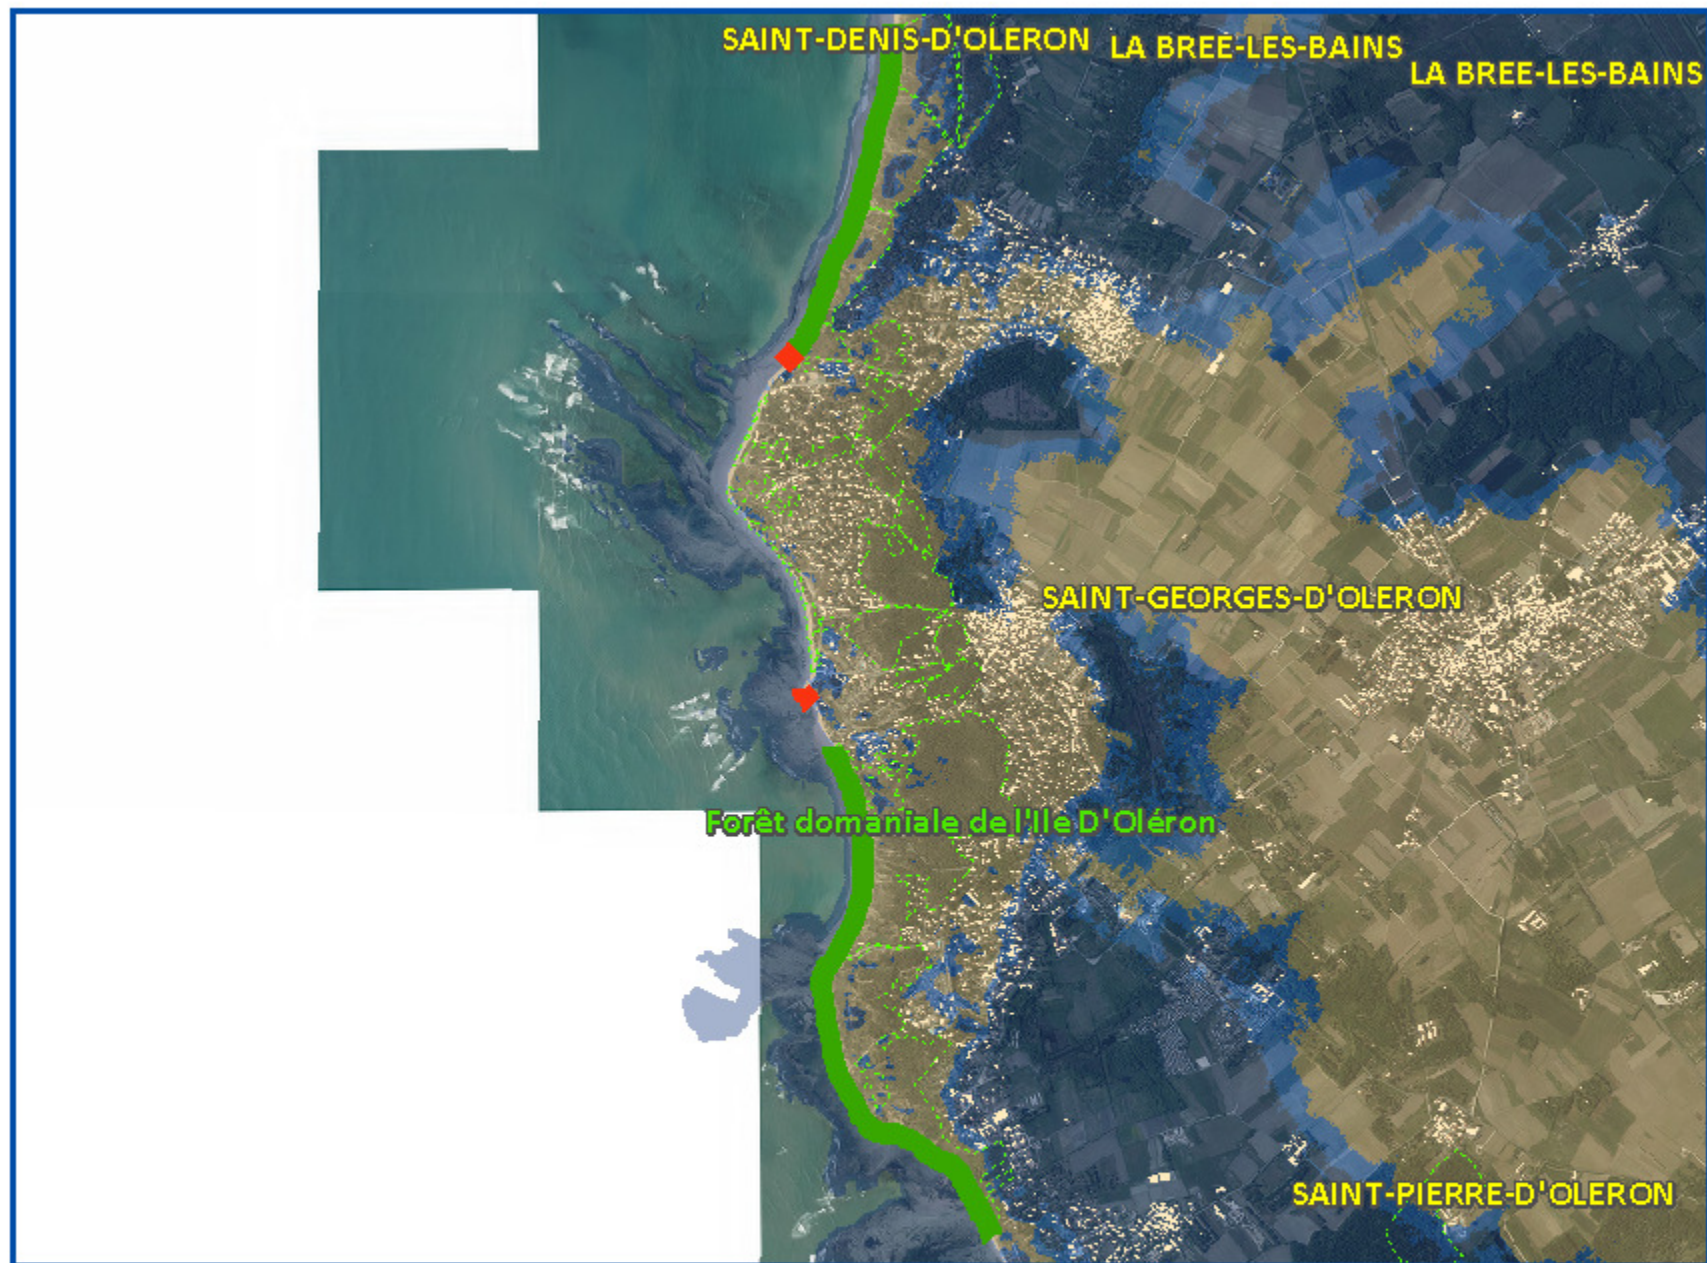 SAINT-DENIS-D'OLERON
LA BREE-LES-BAINS
LA BREE-LES-BAINS
SAINT-GEORGES-D'OLERON
Forêt domaniale de l'Ile D'Oléron
SAINT-PIERRE-D'OLERON